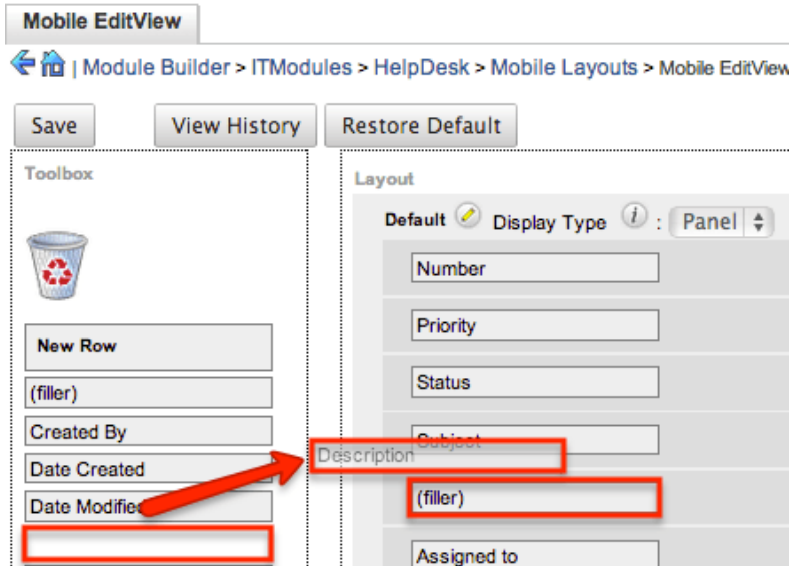 Mobile EditView
| Module Builder > ITModules > HelpDesk > Mobile Layouts > Mobile EditView
Save View History Restore Default
Toolbox
Layout
Default Display Type i : Panel
Number
Priority
Status
Subject
Description
(filler)
Assigned to
New Row
(filler)
Created By
Date Created
Date Modified